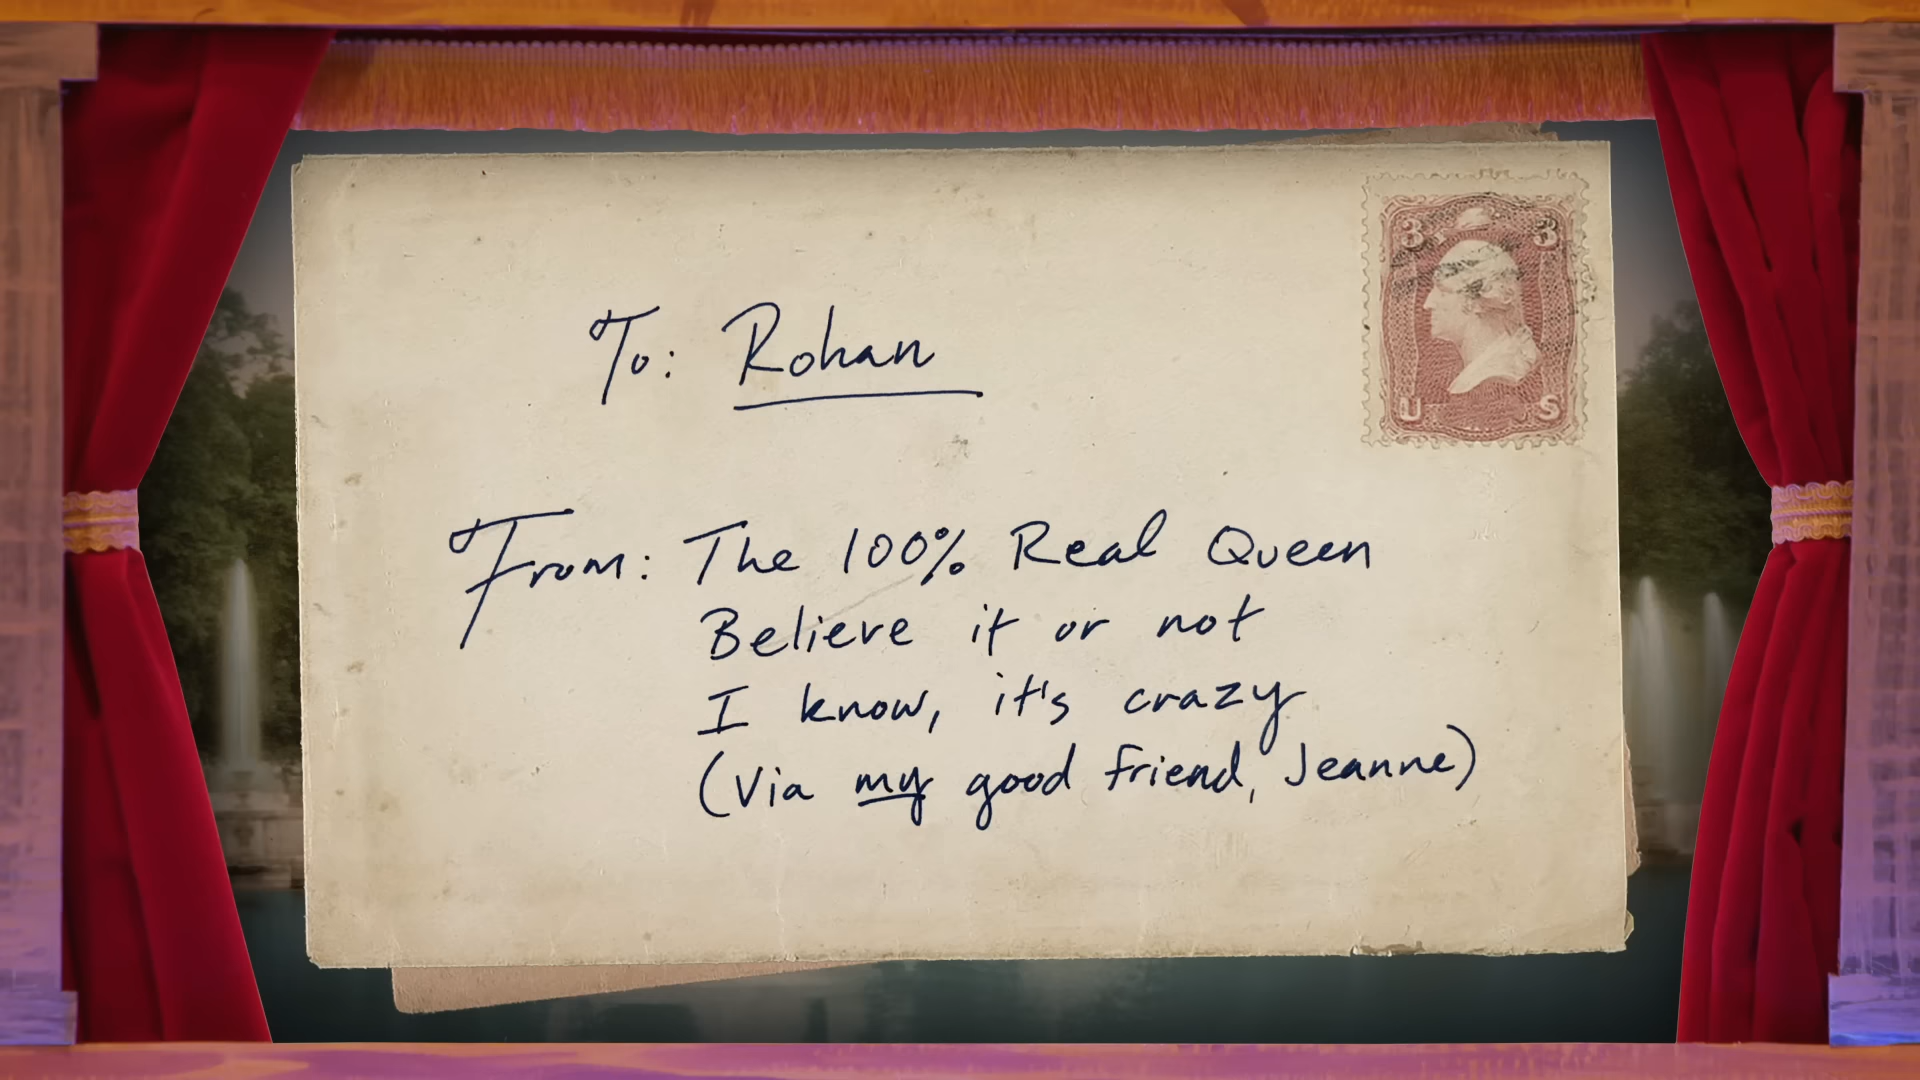 3 3
To: Rohan
U S
From: The 100% Real Queen
Believe it or not
I know, it's crazy
(Via my good friend, Jeanne)